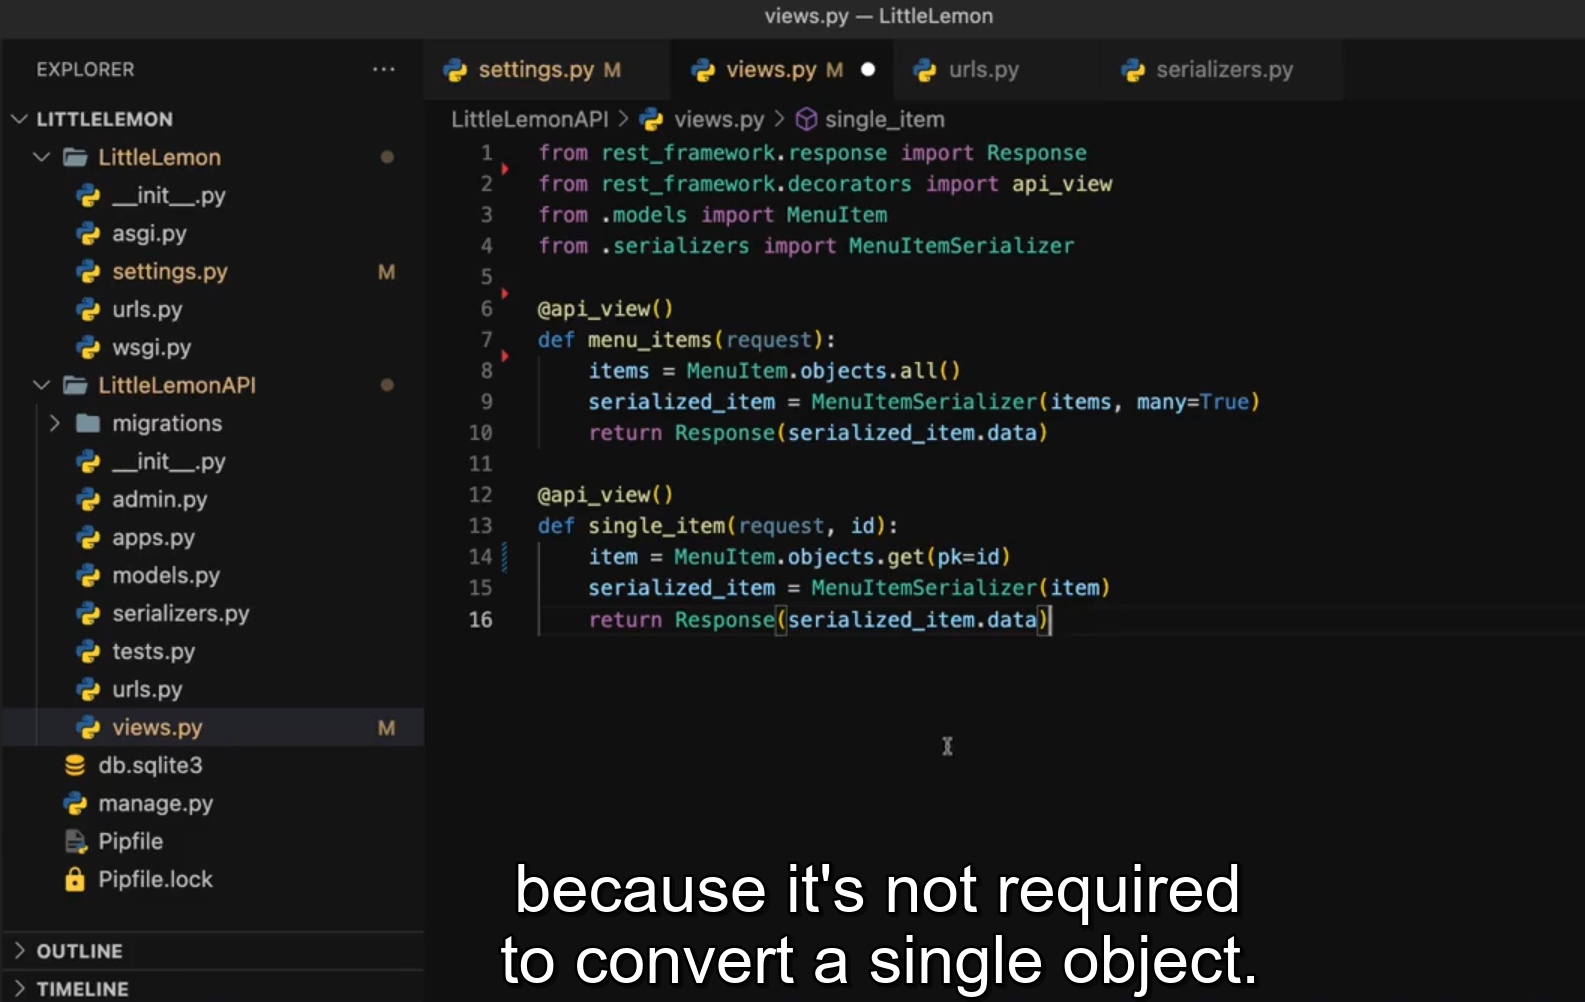 views.py — LittleLemon
EXPLORER
···
LITTLELEMON
LittleLemon
__init__.py
asgi.py
settings.py M
urls.py
wsgi.py
LittleLemonAPI
migrations
__init__.py
admin.py
apps.py
models.py
serializers.py
tests.py
urls.py
views.py M
db.sqlite3
manage.py
Pipfile
Pipfile.lock
OUTLINE
TIMELINE
settings.py M views.py M urls.py serializers.py
LittleLemonAPI > views.py > single_item
1 from rest_framework.response import Response
2 from rest_framework.decorators import api_view
3 from .models import MenuItem
4 from .serializers import MenuItemSerializer
5
6 @api_view()
7 def menu_items(request):
8 items = MenuItem.objects.all()
9 serialized_item = MenuItemSerializer(items, many=True)
10 return Response(serialized_item.data)
11
12 @api_view()
13 def single_item(request, id):
14 item = MenuItem.objects.get(pk=id)
15 serialized_item = MenuItemSerializer(item)
16 return Response(serialized_item.data)
because it's not required
to convert a single object.